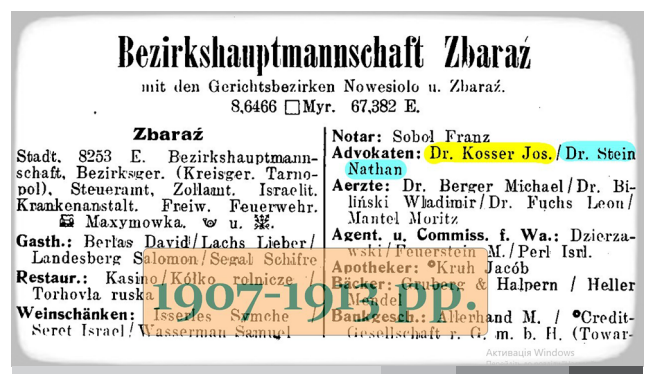 Bezirkshauptmannschaft Zbaraż
mit den Gerichtsbezirken Nowesiolo u. Zbaraż.
8,6466 □Myr. 67,382 E.
Zbaraż
Stadt, 8253 E. Bezirkshauptmann-
schaft, Bezirksger. (Kreisger. Tarno-
pol), Steueramt, Zollamt. Israelit.
Krankenanstalt. Freiw. Feuerwehr.
Maxymowka. u.
Gasth.: Berlas David/Lachs Lieber/
Landesberg Salomon/Segal Schifre
Restaur.: Kasino/Kółko rolnicze /
Torhovla ruska
Weinschänken: Isserles Symche
Seret Israel/Wasserman Samuel
Notar: Sobol Franz
Advokaten: Dr. Kosser Jos./Dr. Stein
Nathan
Aerzte: Dr. Berger Michael/Dr. Bi-
liński Wladimir/Dr. Fuchs Leon/
Mantel Moritz
Agent. u. Commiss. f. Wa.: Dzierza-
wski/Feuerstein M./Perl Isrl.
Apotheker: Kruh Jacób
Bäcker: Gruberg & Halpern / Heller
Mendel
Bankgesch.: Allerhand M. / Credit-
Gesellschaft r. G. m. b. H. (Towar-
1907-1913 рр.
Активація Windows